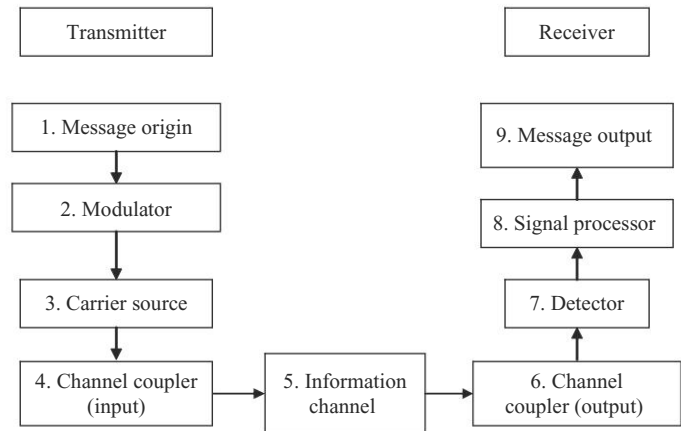 Transmitter
Receiver
1. Message origin
2. Modulator
3. Carrier source
4. Channel coupler
(input)
5. Information
channel
6. Channel
coupler (output)
7. Detector
8. Signal processor
9. Message output